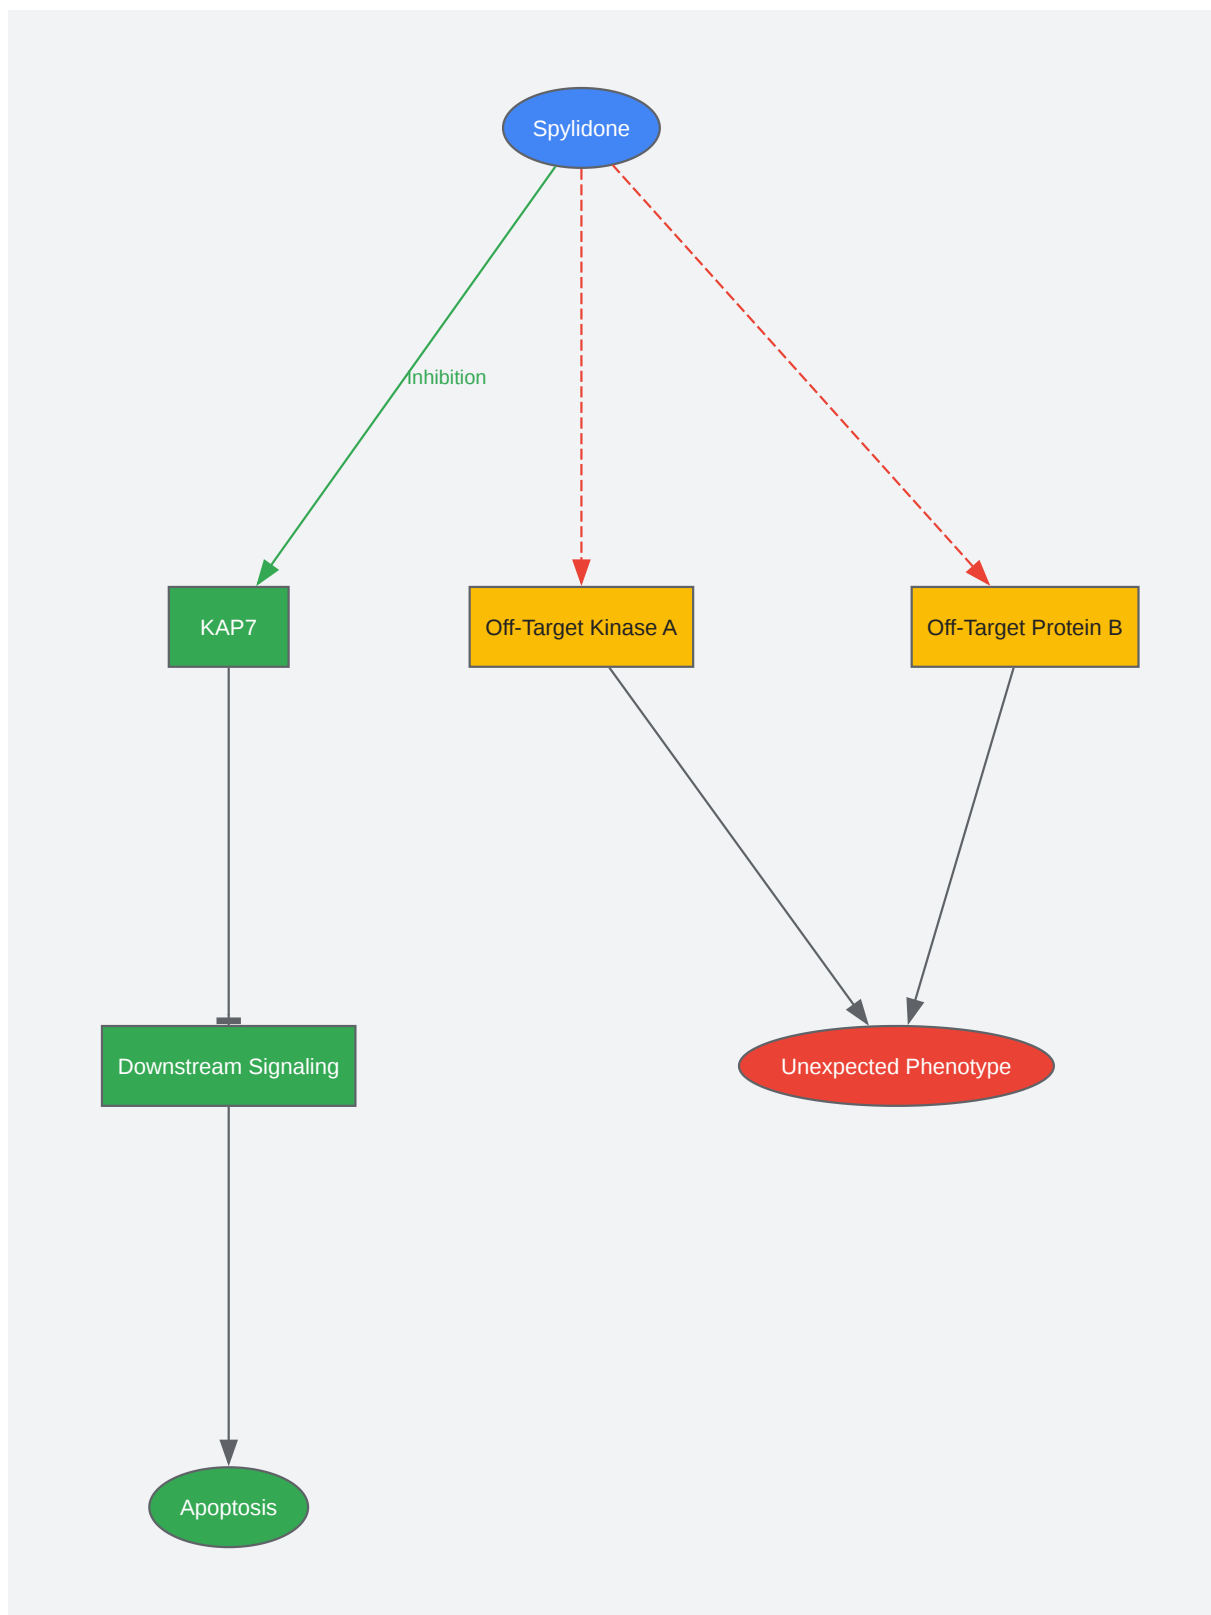 Spylidone
Inhibition
KAP7
Off-Target Kinase A
Off-Target Protein B
Downstream Signaling
Unexpected Phenotype
Apoptosis